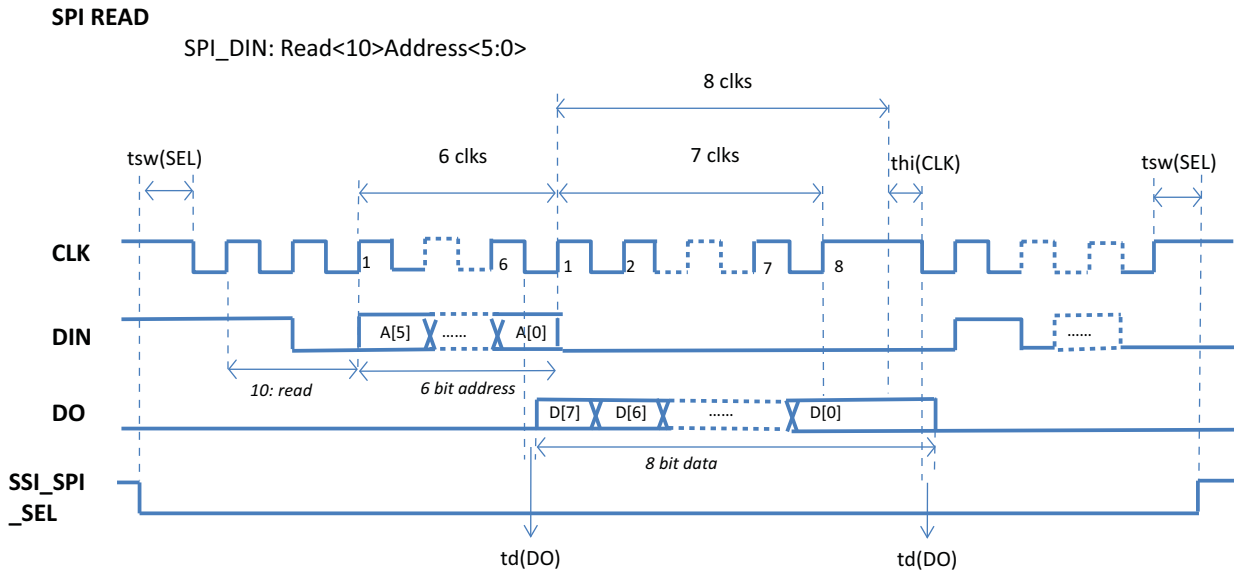 SPI READ
SPI_DIN: Read<10>Address<5:0>
8 clks
tsw(SEL)
6 clks
7 clks
thi(CLK)
tsw(SEL)
CLK
1
6
1
2
7
8
DIN
A[5]
......
A[0]
......
10: read
6 bit address
DO
D[7]
D[6]
......
D[0]
8 bit data
SSI_SPI
_SEL
td(DO)
td(DO)